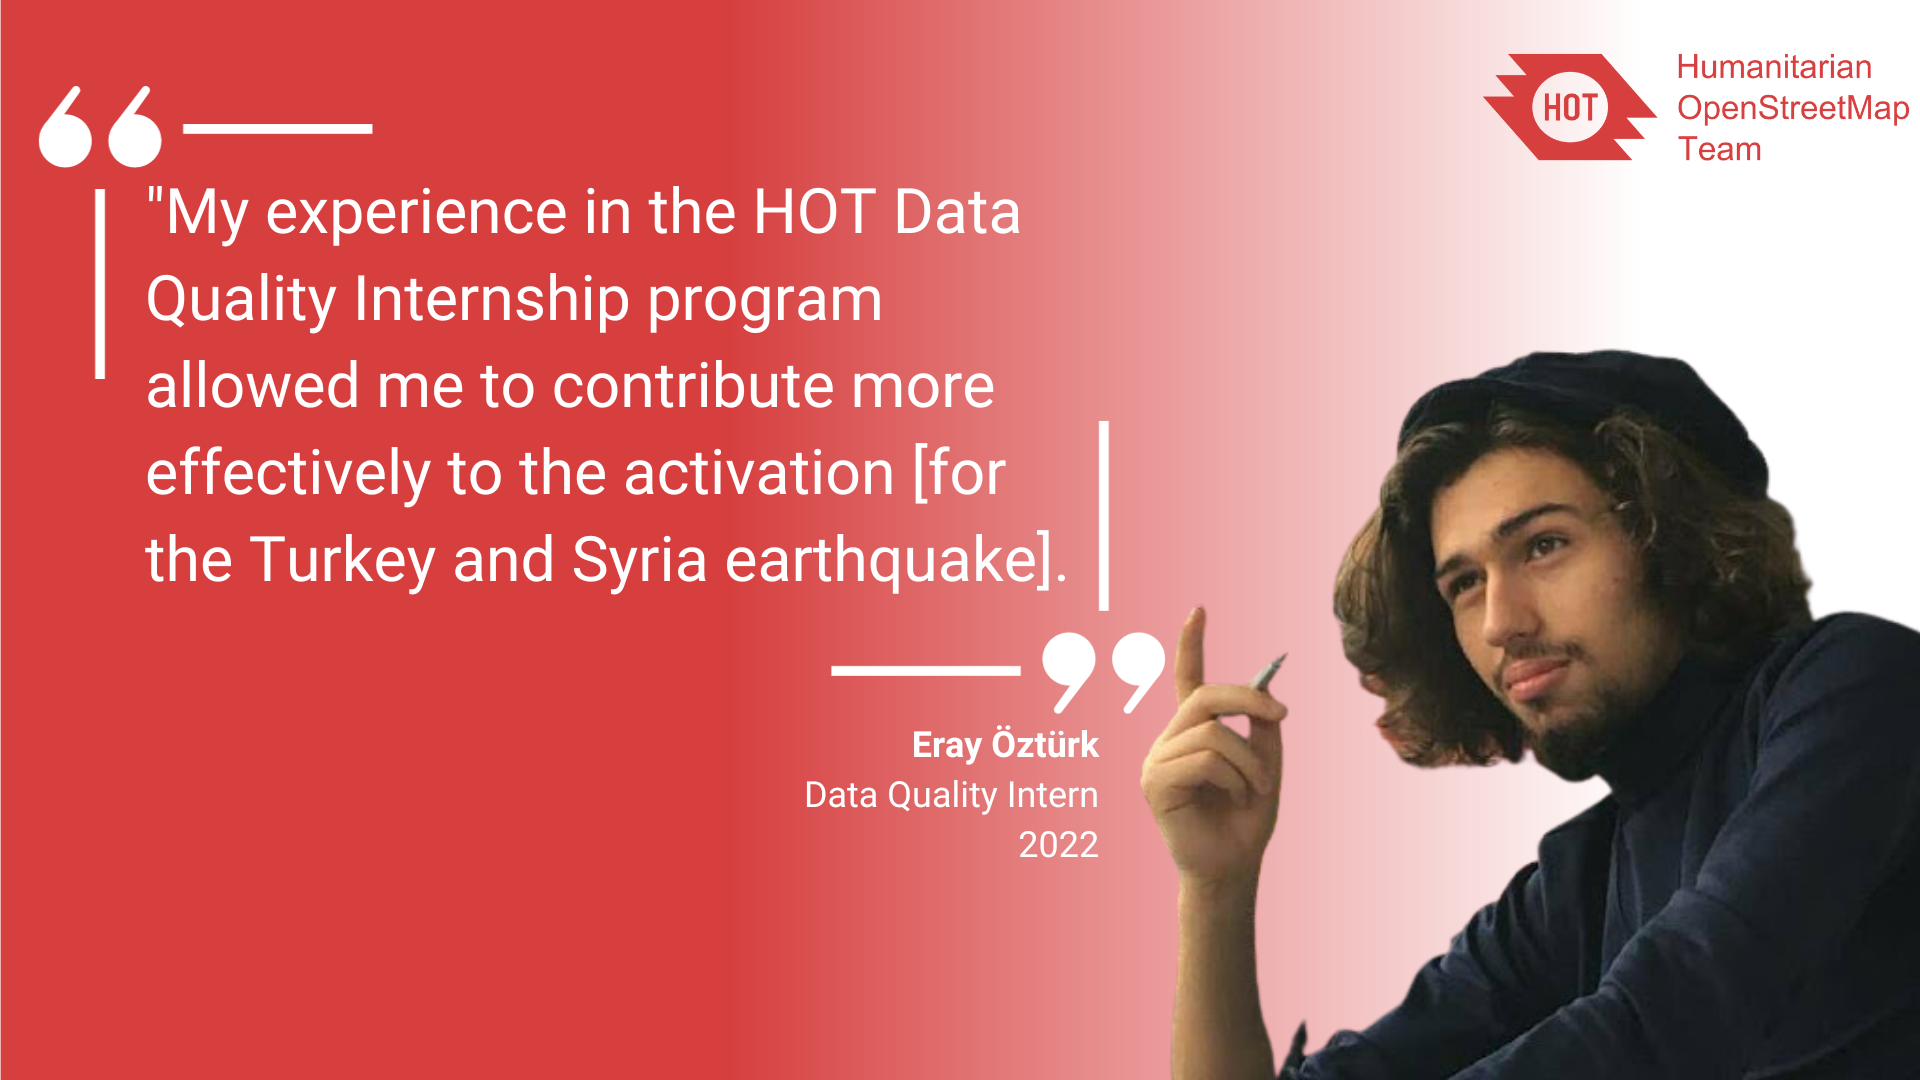 HOT
Humanitarian
OpenStreetMap
Team
"My experience in the HOT Data
Quality Internship program
allowed me to contribute more
effectively to the activation [for
the Turkey and Syria earthquake].
Eray Öztürk
Data Quality Intern
2022